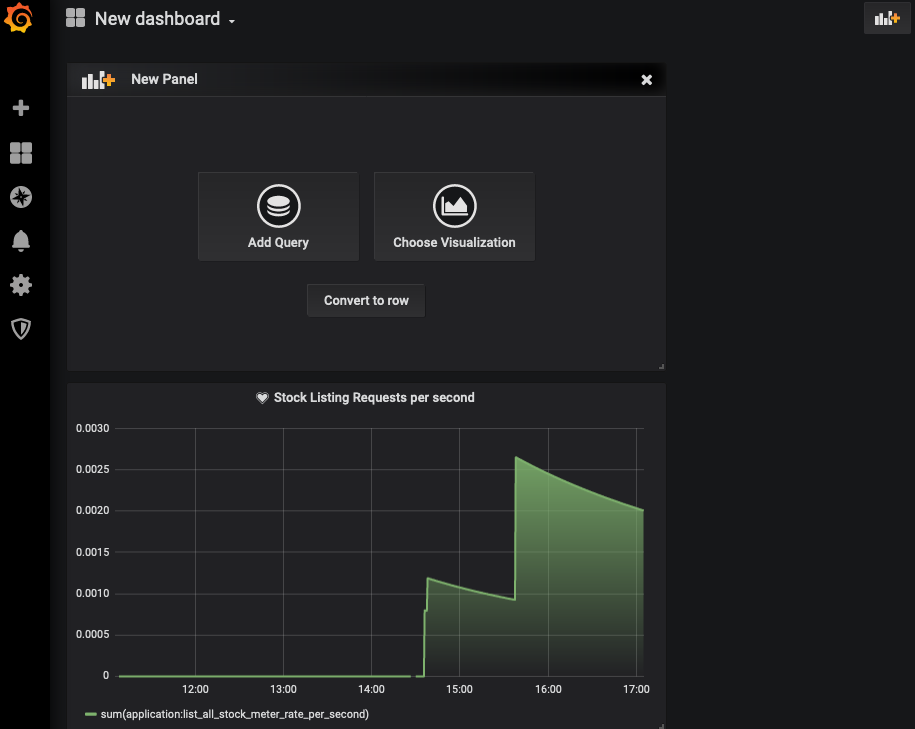 New dashboard
New Panel
Add Query
Choose Visualization
Convert to row
Stock Listing Requests per second
0.0030
0.0025
0.0020
0.0015
0.0010
0.0005
0
12:00 13:00 14:00 15:00 16:00 17:00
sum(application:list_all_stock_meter_rate_per_second)